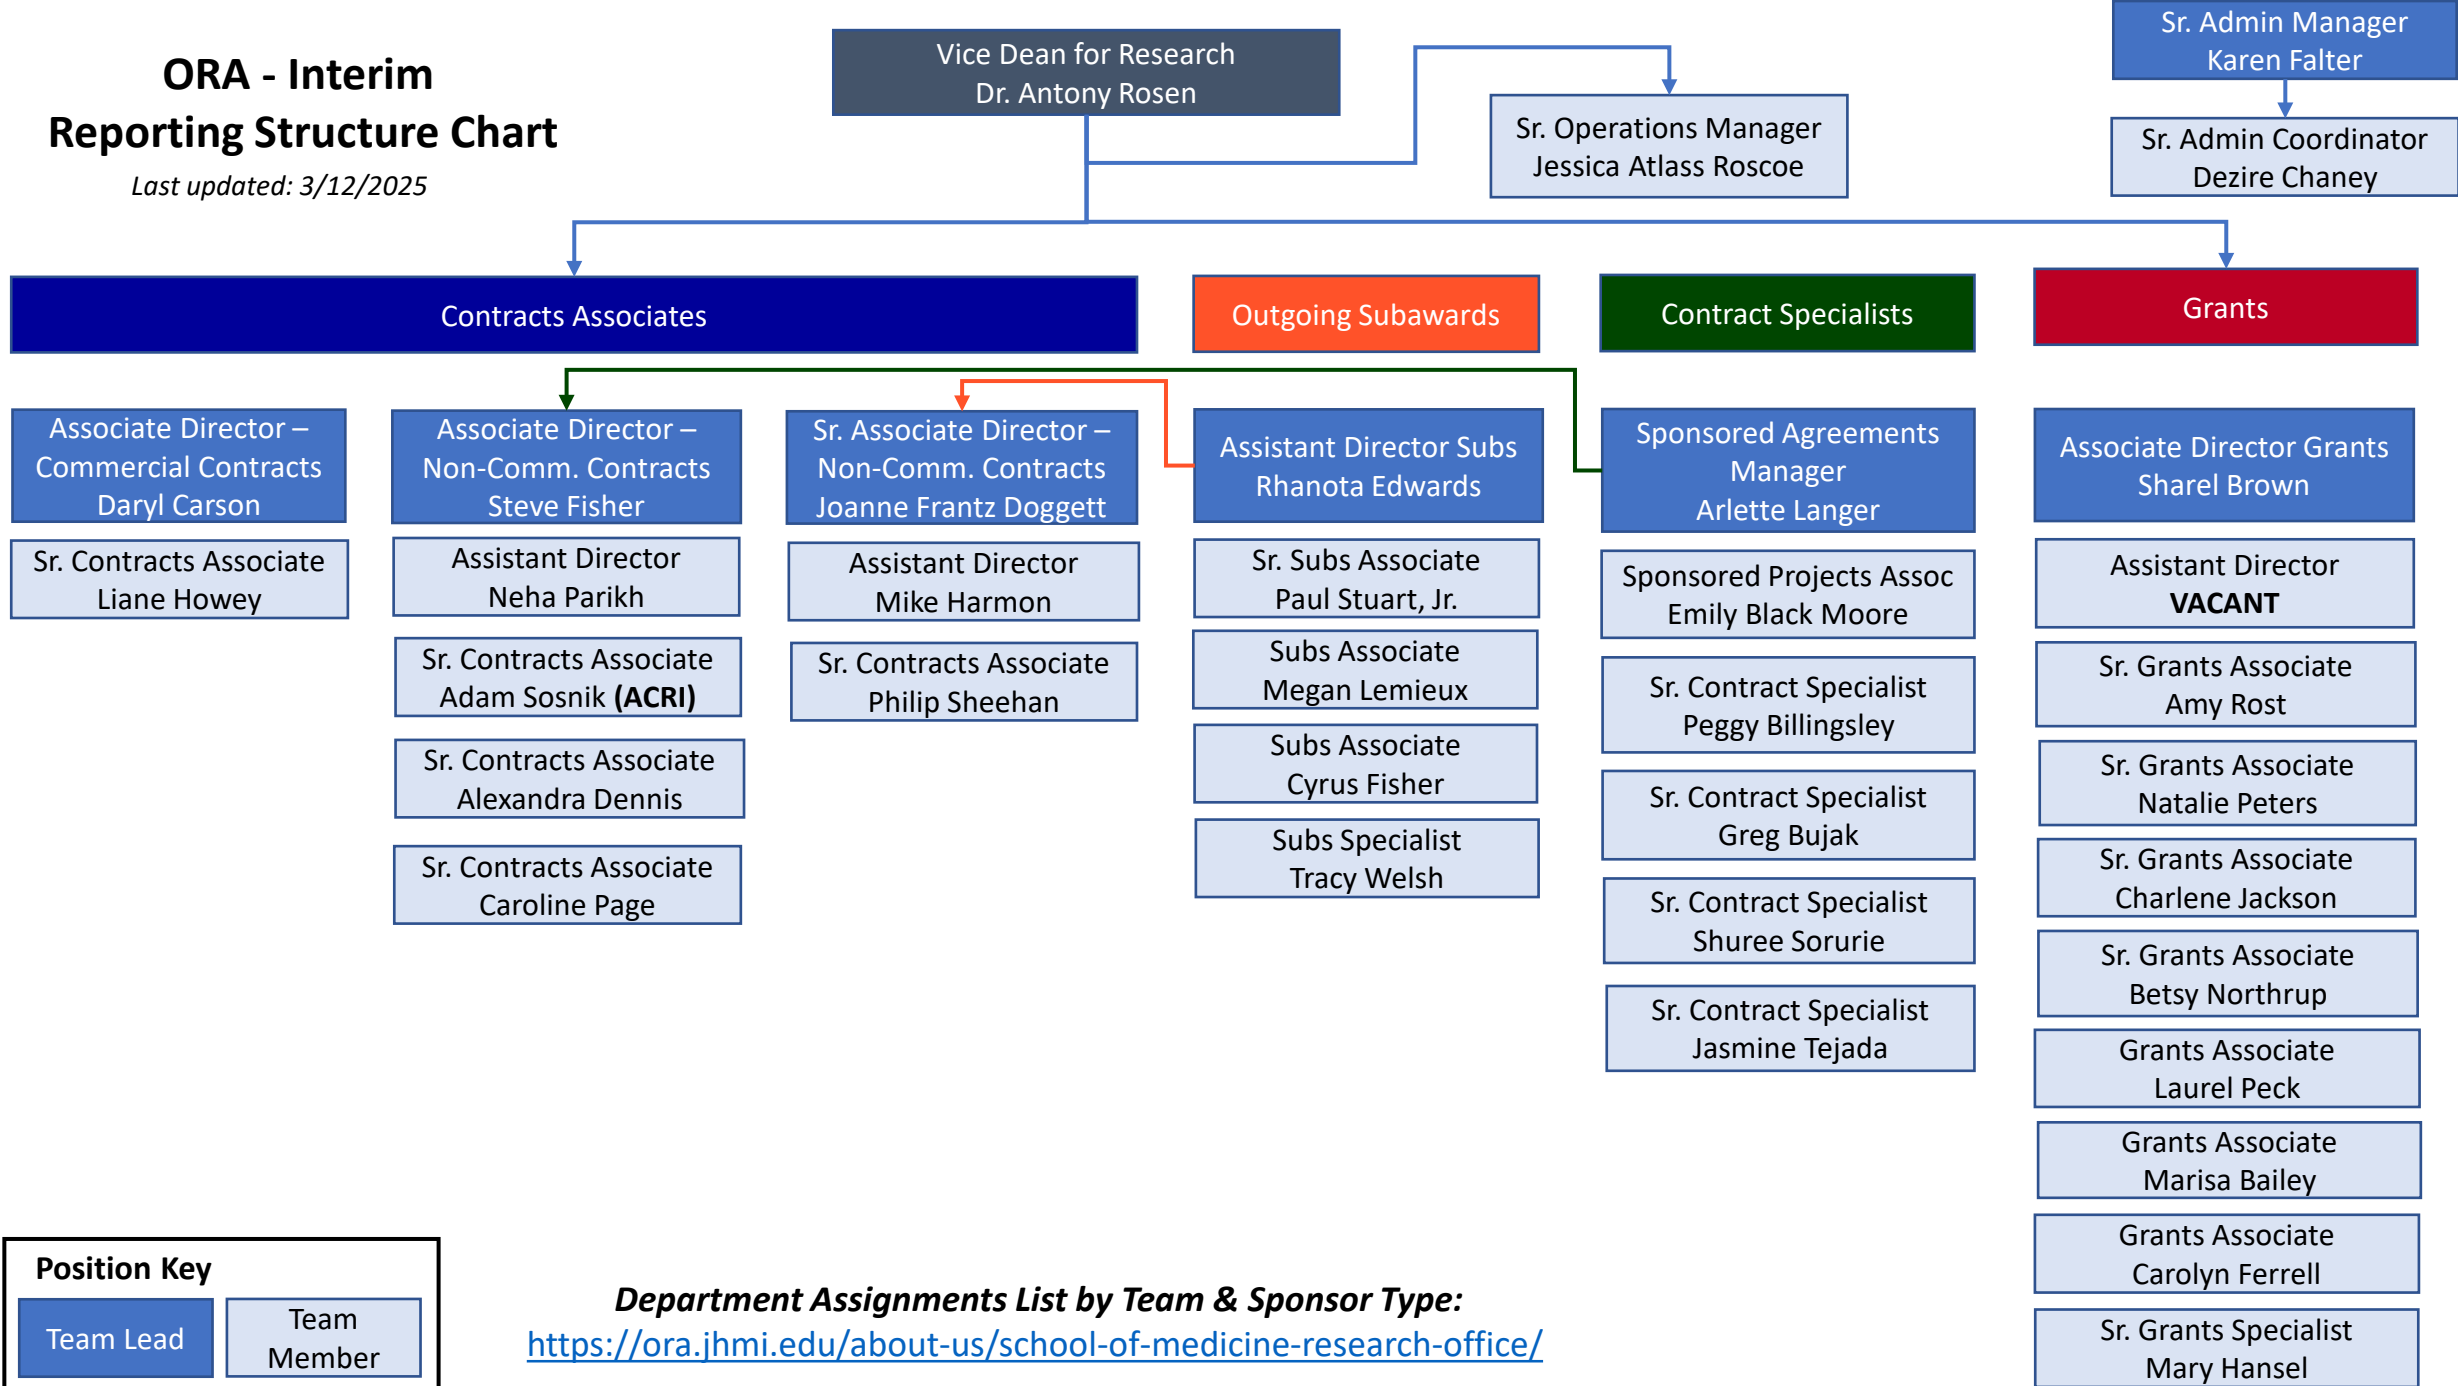 ORA - Interim
Reporting Structure Chart
Last updated: 3/12/2025
Vice Dean for Research
Dr. Antony Rosen
Sr. Operations Manager
Jessica Atlass Roscoe
Sr. Admin Manager
Karen Falter
Sr. Admin Coordinator
Dezire Chaney
Contracts Associates
Outgoing Subawards
Contract Specialists
Grants
Associate Director –
Commercial Contracts
Daryl Carson
Sr. Contracts Associate
Liane Howey
Associate Director –
Non-Comm. Contracts
Steve Fisher
Assistant Director
Neha Parikh
Sr. Contracts Associate
Adam Sosnik (ACRI)
Sr. Contracts Associate
Alexandra Dennis
Sr. Contracts Associate
Caroline Page
Sr. Associate Director –
Non-Comm. Contracts
Joanne Frantz Doggett
Assistant Director
Mike Harmon
Sr. Contracts Associate
Philip Sheehan
Assistant Director Subs
Rhanota Edwards
Sr. Subs Associate
Paul Stuart, Jr.
Subs Associate
Megan Lemieux
Subs Associate
Cyrus Fisher
Subs Specialist
Tracy Welsh
Sponsored Agreements
Manager
Arlette Langer
Sponsored Projects Assoc
Emily Black Moore
Sr. Contract Specialist
Peggy Billingsley
Sr. Contract Specialist
Greg Bujak
Sr. Contract Specialist
Shuree Sorurie
Sr. Contract Specialist
Jasmine Tejada
Associate Director Grants
Sharel Brown
Assistant Director
VACANT
Sr. Grants Associate
Amy Rost
Sr. Grants Associate
Natalie Peters
Sr. Grants Associate
Charlene Jackson
Sr. Grants Associate
Betsy Northrup
Grants Associate
Laurel Peck
Grants Associate
Marisa Bailey
Grants Associate
Carolyn Ferrell
Sr. Grants Specialist
Mary Hansel
Position Key
Team Lead
Team
Member
Department Assignments List by Team & Sponsor Type:
https://ora.jhmi.edu/about-us/school-of-medicine-research-office/